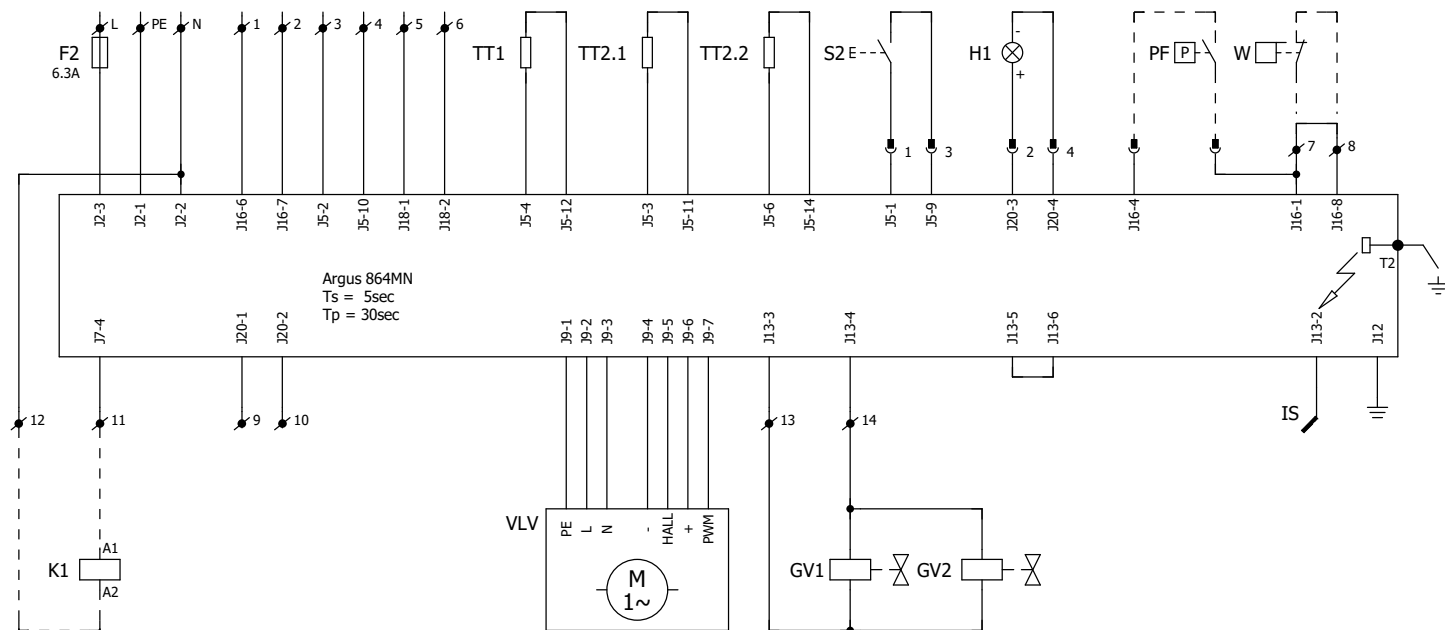 L PE N 1 2 3 4 5 6
F2
6.3A
TT1 TT2.1 TT2.2 S2 E H1 - + PF P W
1 3 2 4 7 8
J2-3 J2-1 J2-2 J16-6 J16-7 J5-2 J5-10 J18-1 J18-2 J5-4 J5-12 J5-3 J5-11 J5-6 J5-14 J5-1 J5-9 J20-3 J20-4 J16-4 J16-1 J16-8
T2
Argus 864MN
Ts = 5sec
Tp = 30sec
J7-4 J20-1 J20-2 J9-1 J9-2 J9-3 J9-4 J9-5 J9-6 J9-7 J13-3 J13-4 J13-5 J13-6 J13-2 J12
12 11 9 10 13 14 IS
VLV PE L N - HALL + PWM
A1
K1 GV1 GV2
A2
M
1~